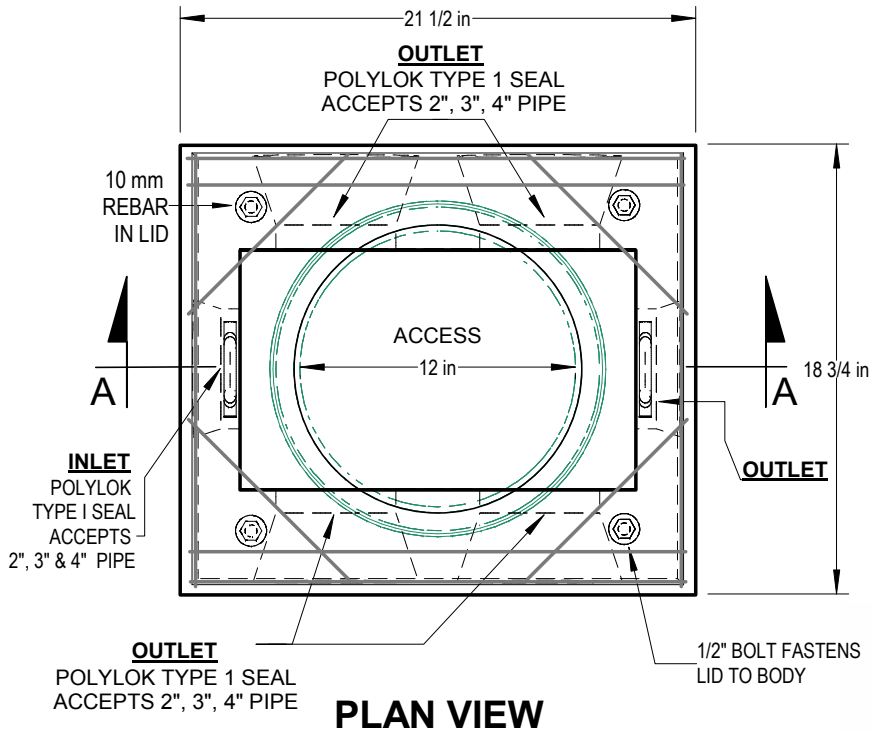 21 1/2 in
OUTLET
POLYLOK TYPE 1 SEAL
ACCEPTS 2", 3", 4" PIPE
10 mm
REBAR
IN LID
ACCESS
12 in
A
A
18 3/4 in
INLET
POLYLOK
TYPE I SEAL
ACCEPTS
2", 3" & 4" PIPE
OUTLET
OUTLET
POLYLOK TYPE 1 SEAL
ACCEPTS 2", 3", 4" PIPE
1/2" BOLT FASTENS
LID TO BODY
PLAN VIEW